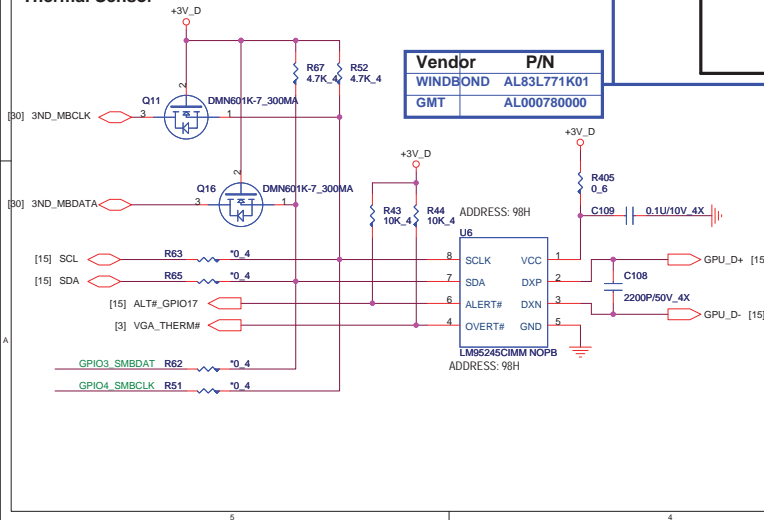 Thermal Sensor
+3V_D
R67
4.7K_4
R52
4.7K_4
Vendor P/N
WINDBOND AL83L771K01
GMT AL000780000
2
Q11
DMN601K-7_300MA
[30] 3ND_MBCLK
3
1
+3V_D
+3V_D
2
Q16
DMN601K-7_300MA
[30] 3ND_MBDATA
3
1
R405
0_6
R43
10K_4
R44
10K_4
ADDRESS: 98H
C109
0.1U/10V_4X
U6
[15] SCL
R63
*0_4
8
SCLK
VCC
1
GPU_D+ [15
[15] SDA
R65
*0_4
7
SDA
DXP
2
C108
2200P/50V_4X
[15] ALT#_GPIO17
6
ALERT#
DXN
3
GPU_D- [15]
[3] VGA_THERM#
4
OVERT#
GND
5
A
LM95245CIMM NOPB
ADDRESS: 98H
GPIO3_SMBDAT
R62
*0_4
GPIO4_SMBCLK
R51
*0_4
5
4